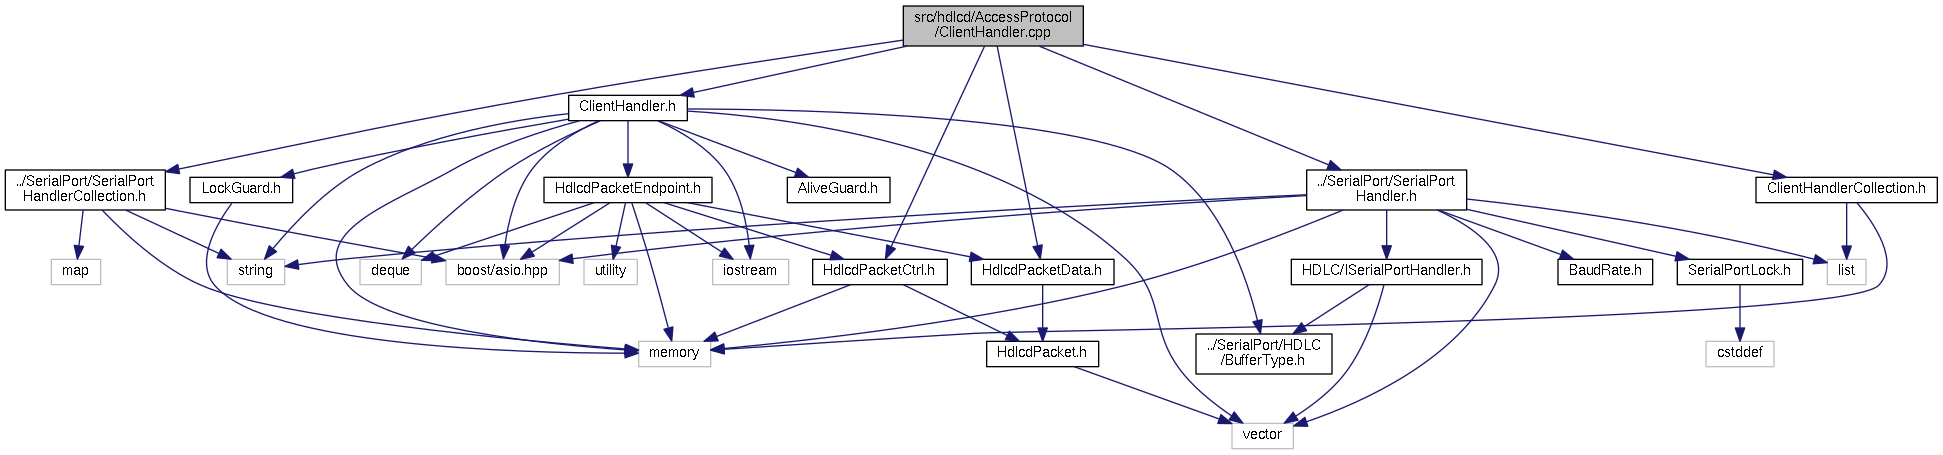 src/hdlcd/AccessProtocol
/ClientHandler.cpp
ClientHandler.h
../SerialPort/SerialPort
HandlerCollection.h
LockGuard.h
HdlcdPacketEndpoint.h
AliveGuard.h
../SerialPort/SerialPort
Handler.h
ClientHandlerCollection.h
map
string
deque
boost/asio.hpp
utility
iostream
HdlcdPacketCtrl.h
HdlcdPacketData.h
HDLC/ISerialPortHandler.h
BaudRate.h
SerialPortLock.h
list
memory
HdlcdPacket.h
../SerialPort/HDLC
/BufferType.h
cstddef
vector